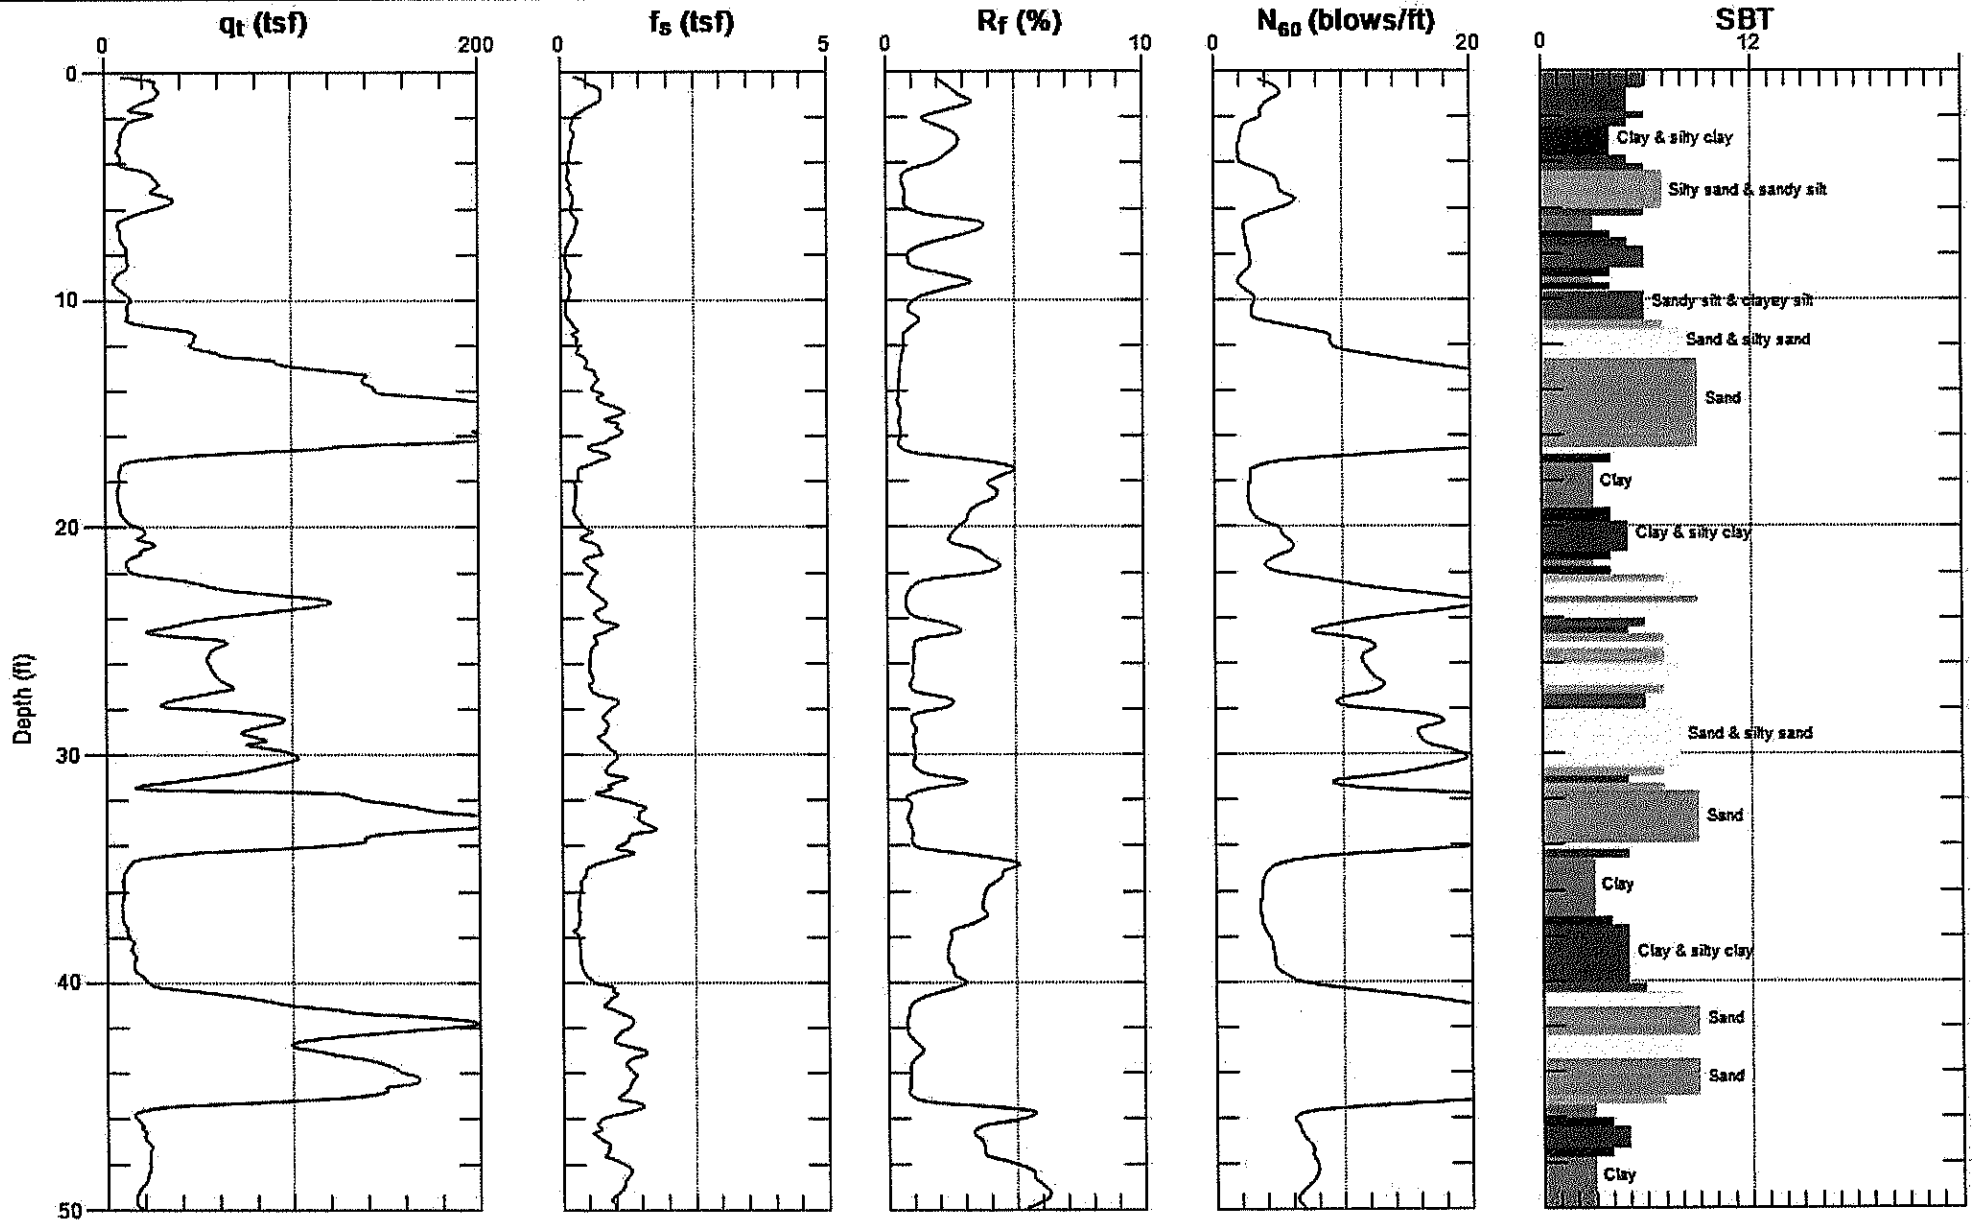 qt (tsf)
fs (tsf)
Rf (%)
N60 (blows/ft)
SBT
0 200
0 5
0 10
0 20
0 12
0
10
20
30
40
50
Depth (ft)
Clay & silty clay
Silty sand & sandy silt
Sandy silt & clayey silt
Sand & silty sand
Sand
Clay
Clay & silty clay
Sand & silty sand
Sand
Clay
Clay & silty clay
Sand
Sand
Clay